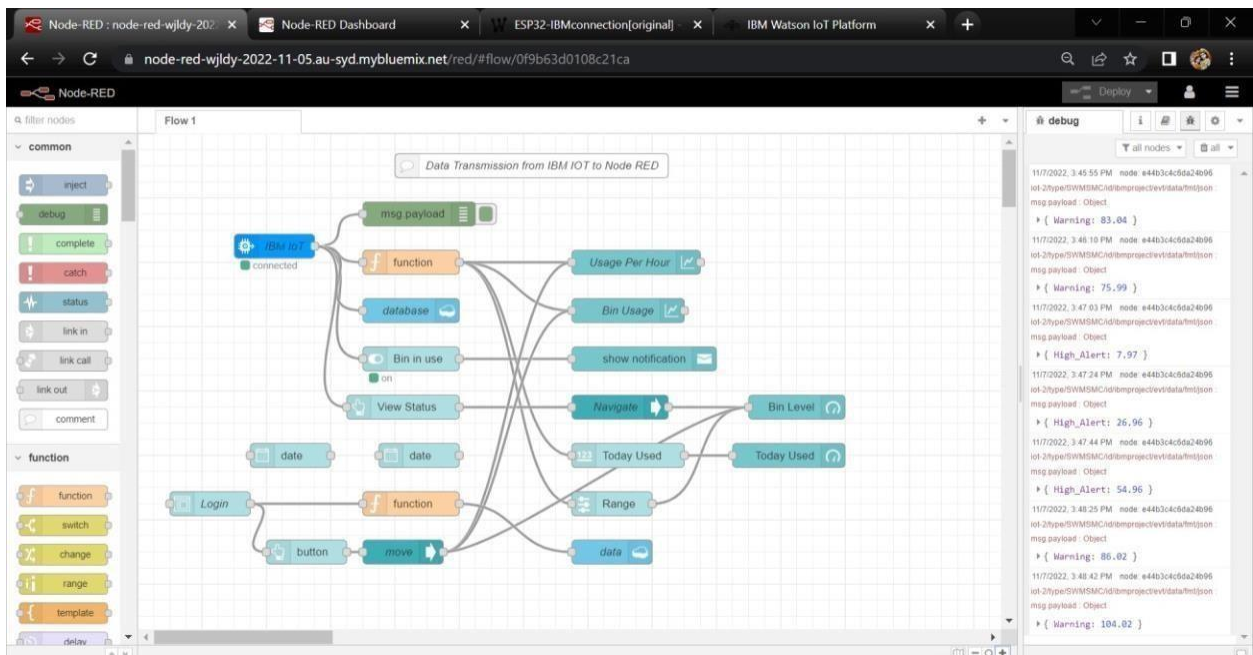 Node-RED : node-red-wjldy-202
Node-RED Dashboard
ESP32-IBMconnection[original] -
IBM Watson IoT Platform
node-red-wjldy-2022-11-05.au-syd.mybluemix.net/red/#flow/0f9b63d0108c21ca
Node-RED
Deploy
filter nodes
Flow 1
debug
i
common
all nodes
all
inject
debug
complete
catch
status
link in
link call
link out
comment
function
function
switch
change
range
template
delay
Data Transmission from IBM IOT to Node RED
msg.payload
IBM IoT
connected
function
Usage Per Hour
database
Bin Usage
Bin in use
on
show notification
View Status
Navigate
Bin Level
date
date
123
Today Used
Today Used
Login
function
Range
button
move
data
11/7/2022, 3:45:55 PM node: e44b3c4c6da24b96
iot-2/type/SWMSMC/id/ibmproject/evt/data/fmt/json :
msg.payload : Object
{ Warning: 83.04 }
11/7/2022, 3:46:19 PM node: e44b3c4c6da24b96
iot-2/type/SWMSMC/id/ibmproject/evt/data/fmt/json :
msg.payload : Object
{ Warning: 75.99 }
11/7/2022, 3:47:03 PM node: e44b3c4c6da24b96
iot-2/type/SWMSMC/id/ibmproject/evt/data/fmt/json :
msg.payload : Object
{ High_Alert: 7.97 }
11/7/2022, 3:47:24 PM node: e44b3c4c6da24b96
iot-2/type/SWMSMC/id/ibmproject/evt/data/fmt/json :
msg.payload : Object
{ High_Alert: 26.96 }
11/7/2022, 3:47:44 PM node: e44b3c4c6da24b96
iot-2/type/SWMSMC/id/ibmproject/evt/data/fmt/json :
msg.payload : Object
{ High_Alert: 54.96 }
11/7/2022, 3:48:25 PM node: e44b3c4c6da24b96
iot-2/type/SWMSMC/id/ibmproject/evt/data/fmt/json :
msg.payload : Object
{ Warning: 86.02 }
11/7/2022, 3:48:42 PM node: e44b3c4c6da24b96
iot-2/type/SWMSMC/id/ibmproject/evt/data/fmt/json :
msg.payload : Object
{ Warning: 104.02 }